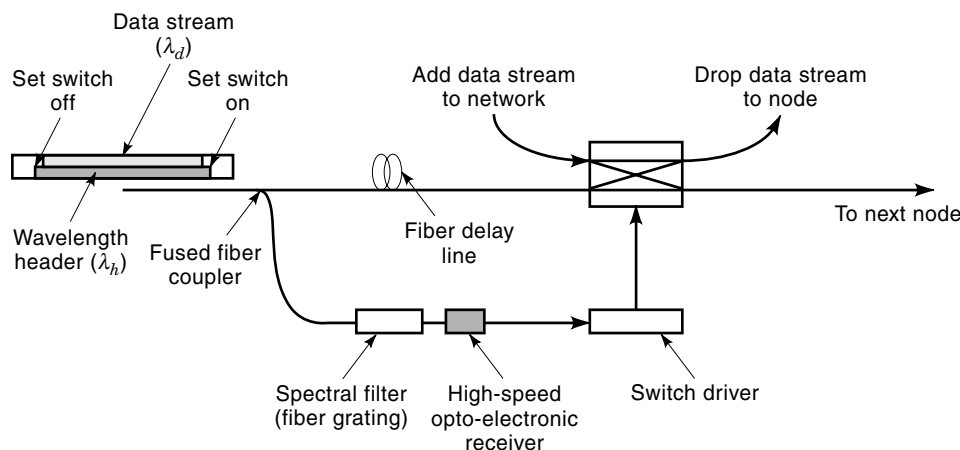 Data stream
(λd)
Set switch
off
Set switch
on
Add data stream
to network
Drop data stream
to node
Wavelength
header (λh)
Fused fiber
coupler
Fiber delay
line
To next node
Spectral filter
(fiber grating)
High-speed
opto-electronic
receiver
Switch driver